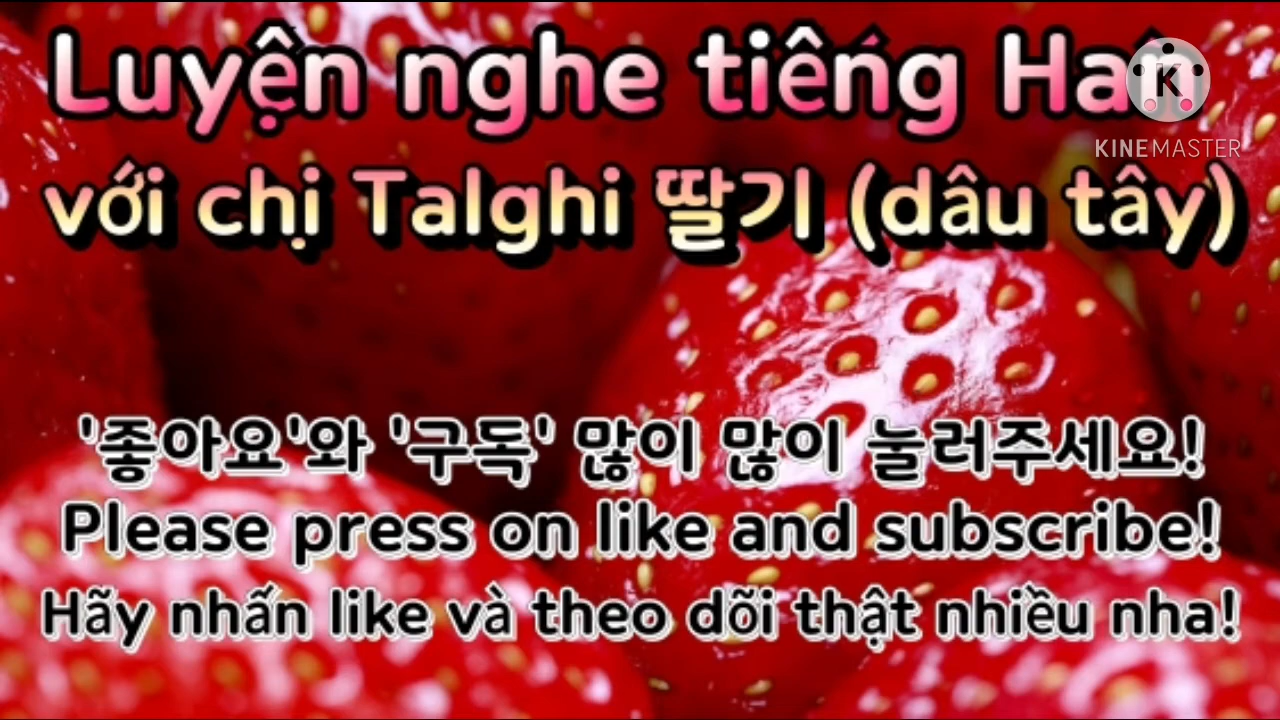 Luyện nghe tiếng
K
KINEMASTER
với chị Talghi 딸기 (dâu tây)
'좋아요'와 '구독' 많이 많이 눌러주세요!
Please press on like and subscribe!
Hãy nhấn like và theo dõi thật nhiều nha!